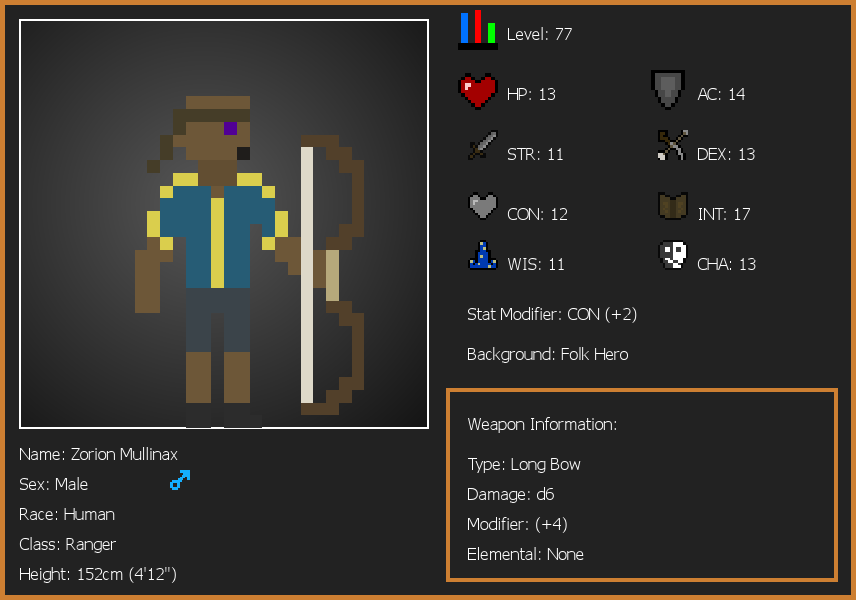 Level: 77
HP: 13
AC: 14
STR: 11
DEX: 13
CON: 12
INT: 17
WIS: 11
CHA: 13
Stat Modifier: CON (+2)
Background: Folk Hero
Weapon Information:
Type: Long Bow
Damage: d6
Modifier: (+4)
Elemental: None
Name: Zorion Mullinax
Sex: Male
Race: Human
Class: Ranger
Height: 152cm (4'12")